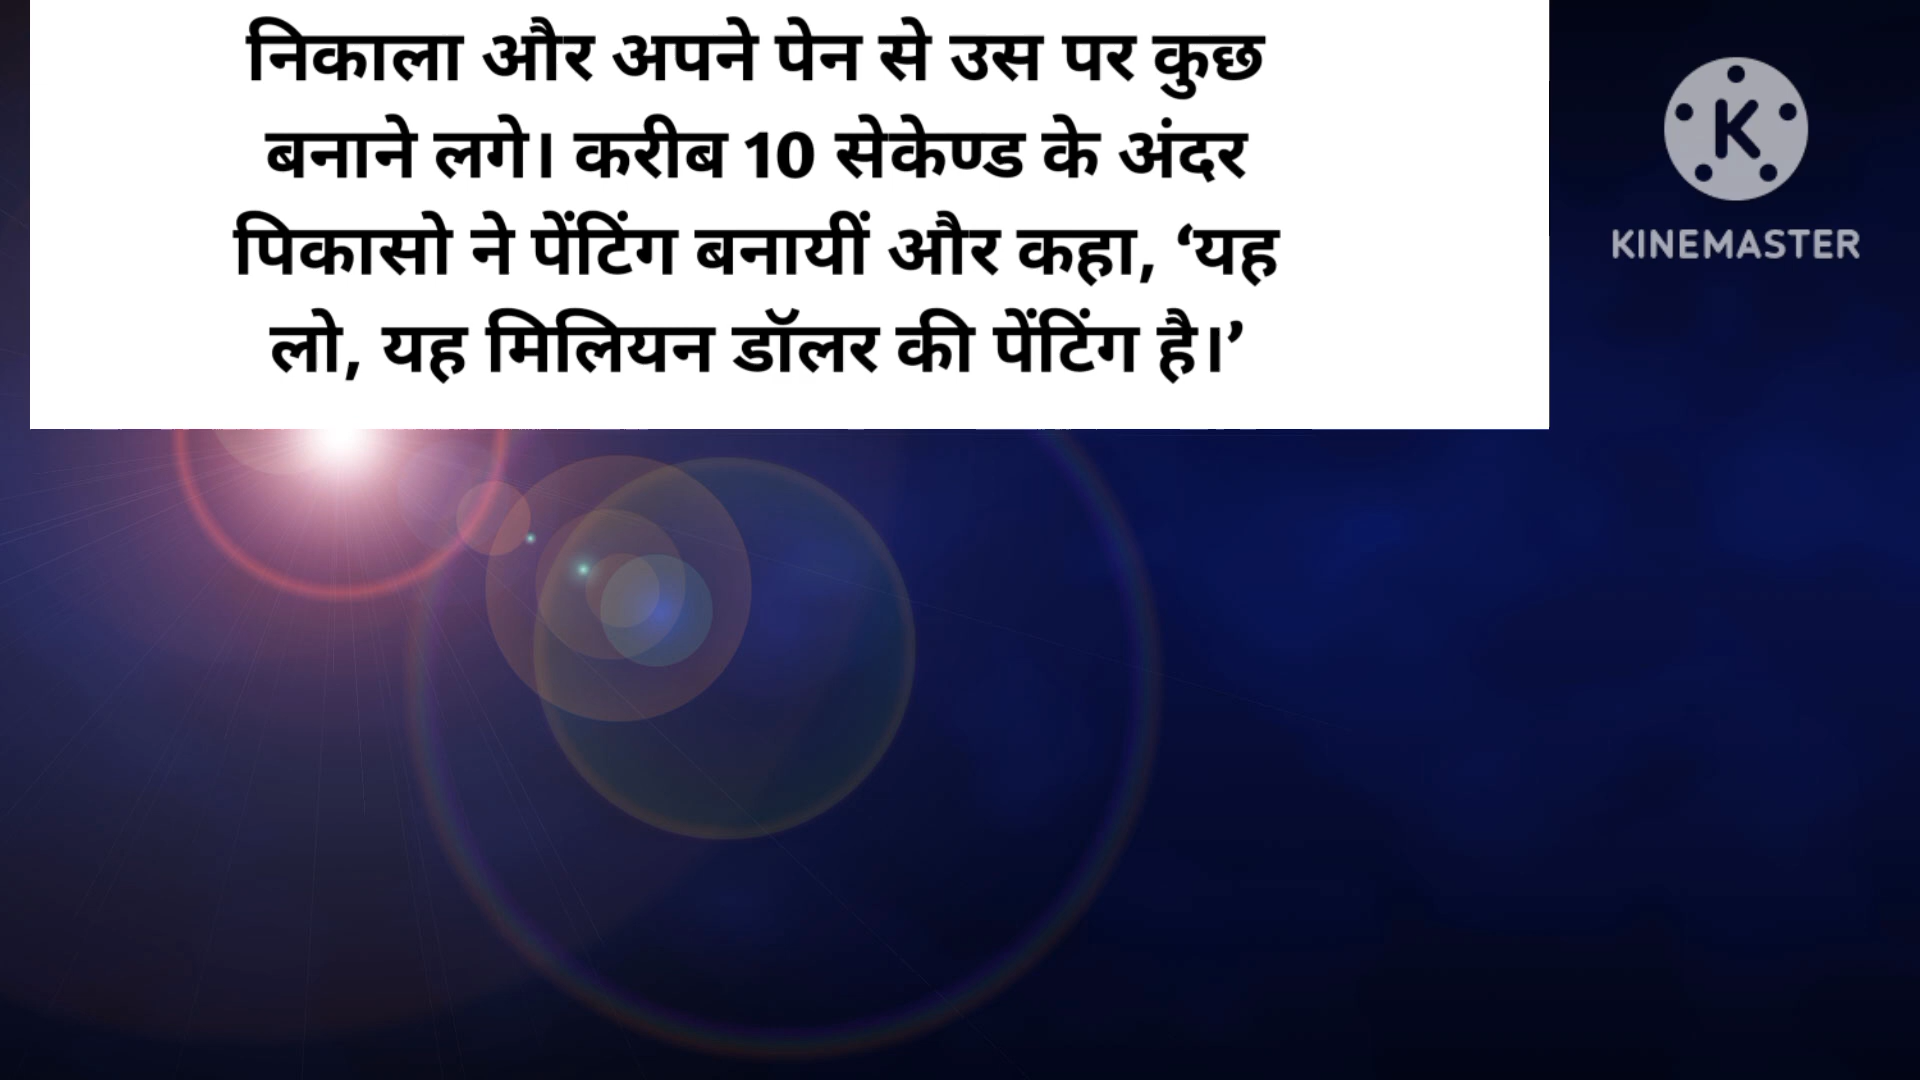 निकाला और अपने पेन से उस पर कुछ
बनाने लगे। करीब 10 सेकेण्ड के अंदर
पिकासो ने पेंटिंग बनायीं और कहा, ‘यह
लो, यह मिलियन डॉलर की पेंटिंग है।’
K
KINEMASTER